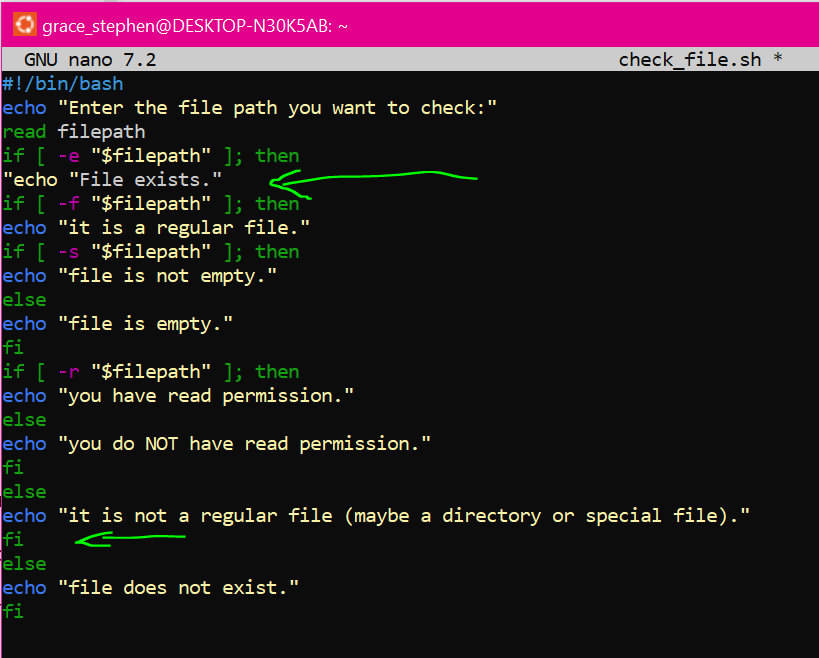 grace_stephen@DESKTOP-N30K5AB: ~
GNU nano 7.2 check_file.sh *
#!/bin/bash
echo "Enter the file path you want to check:"
read filepath
if [ -e "$filepath" ]; then
"echo "File exists."
if [ -f "$filepath" ]; then
echo "it is a regular file."
if [ -s "$filepath" ]; then
echo "file is not empty."
else
echo "file is empty."
fi
if [ -r "$filepath" ]; then
echo "you have read permission."
else
echo "you do NOT have read permission."
fi
else
echo "it is not a regular file (maybe a directory or special file)."
fi
else
echo "file does not exist."
fi